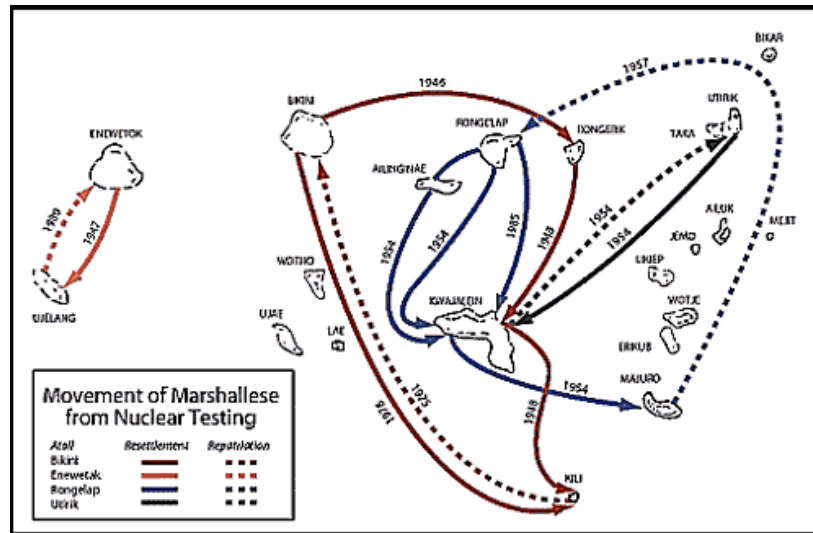 BIKAR
1957
1946
BIKINI
UTIRIK
ENEWETOK
RONGELAP
RONGERIK
TAKA
AILINGINAE
1980
1947
1954
1954
1985
1948
1954
1954
AILUK
MEJIT
JEMO
LIKIEP
WOTHO
KWAJALEIN
WOTJE
UJELANG
UJAE
LAE
ERIKUB
MAJURO
1954
1948
1975
1978
KILI
Movement of Marshallese
from Nuclear Testing
Atoll Resettlement Repatriation
Bikini
Enewetak
Rongelap
Utirik